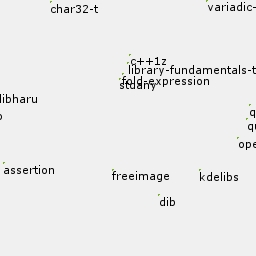 char32-t
variadic-
c++1z
library-fundamentals-t
fold-expression
stdany
libharu
q
qu
ope
assertion
freeimage
kdelibs
dib